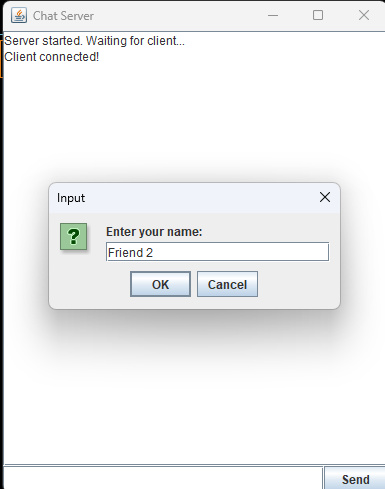 Chat Server
Server started. Waiting for client...
Client connected!
Input
?
Enter your name:
Friend 2
OK Cancel
Send